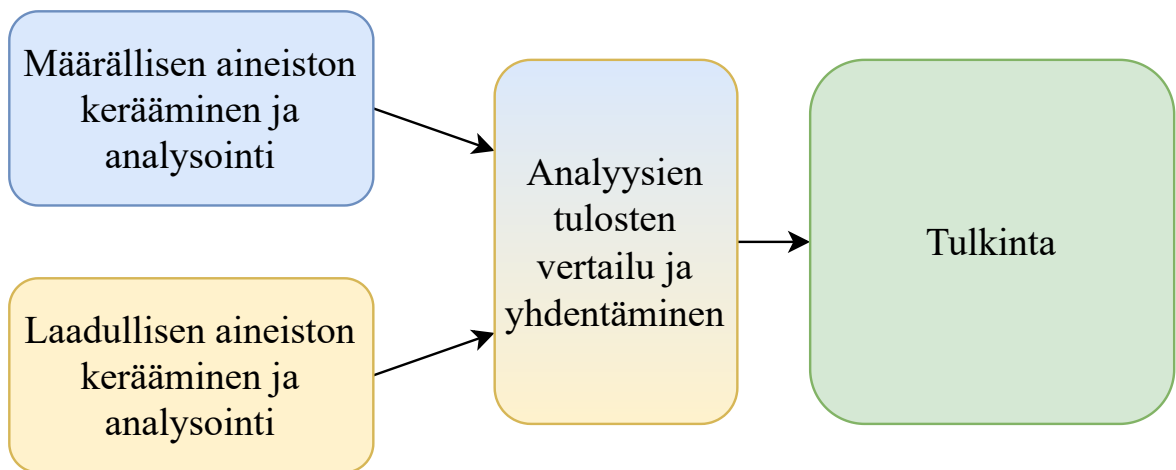 Määrällisen aineiston
kerääminen ja
analysointi
Laadullisen aineiston
kerääminen ja
analysointi
Analyysien
tulosten
vertailu ja
yhdentäminen
Tulkinta